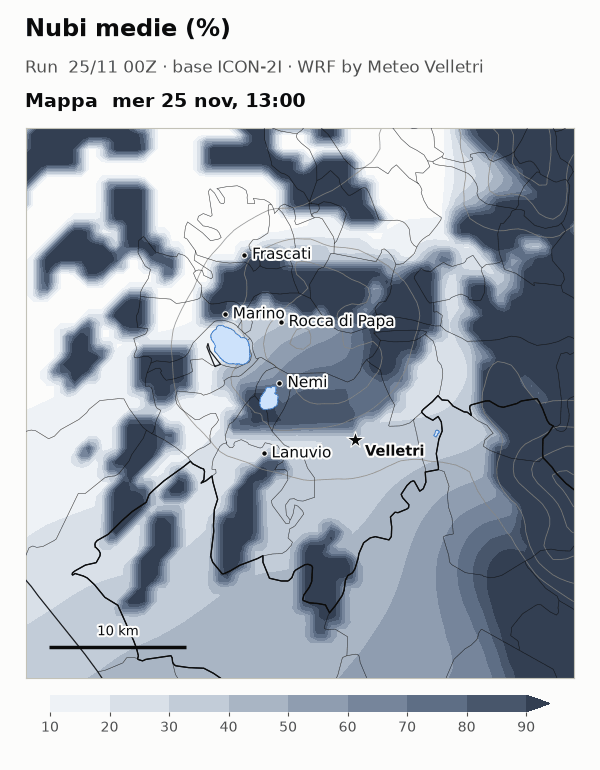 Nubi medie (%)
Run  25/11 00Z · base ICON-2I · WRF by Meteo Velletri
Mappa  mer 25 nov, 13:00
Frascati
Marino
Rocca di Papa
Nemi
Velletri
Lanuvio
10 km
10 20 30 40 50 60 70 80 90